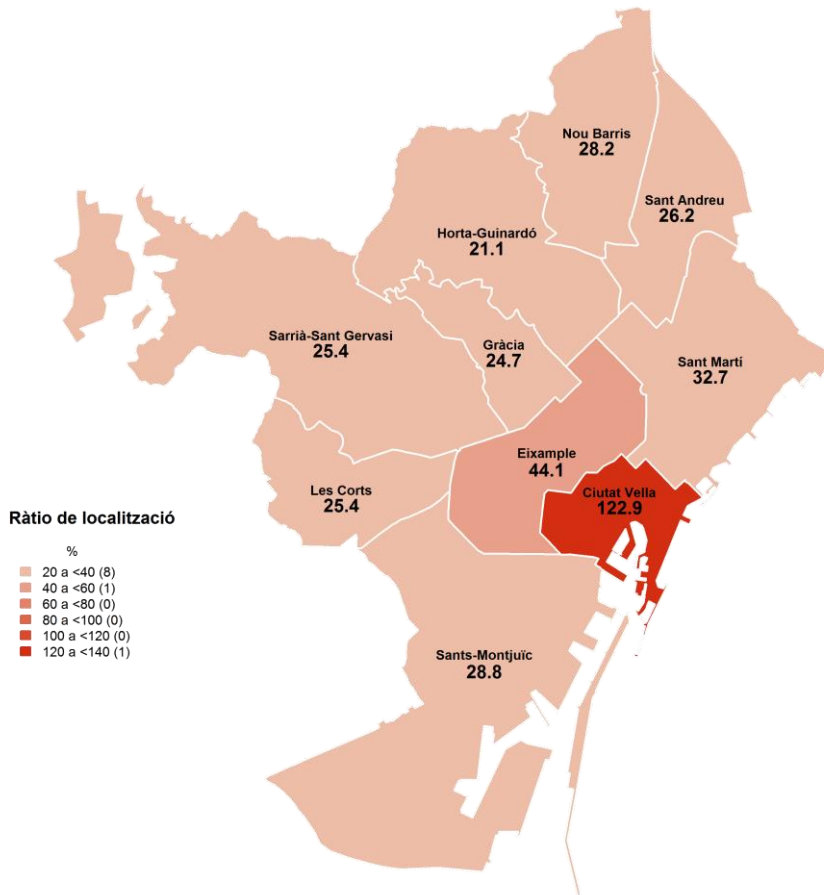 Nou Barris
28.2
Sant Andreu
26.2
Horta-Guinardó
21.1
Sarrià-Sant Gervasi
25.4
Gràcia
24.7
Sant Martí
32.7
Eixample
44.1
Les Corts
25.4
Ciutat Vella
122.9
Ràtio de localització
%
20 a <40 (8)
40 a <60 (1)
60 a <80 (0)
80 a <100 (0)
100 a <120 (0)
120 a <140 (1)
Sants-Montjuïc
28.8